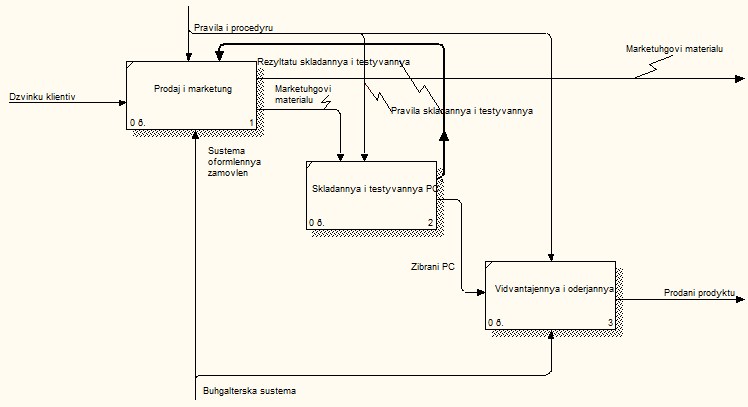 Pravila i procedyru
Marketuhgovi materialu
Rezyltatu skladannya i testyvannya
Prodaj i marketung
Marketuhgovi
materialu
Dzvinku klientiv
Pravila skladannya i testyvannya
0 б.
1
Sustema
oformlennya
zamovlen
Skladannya i testyvannya PC
0 б.
2
Zibrani PC
Vidvantajennya i oderjannya
Prodani prodyktu
0 б.
3
Buhgalterska sustema